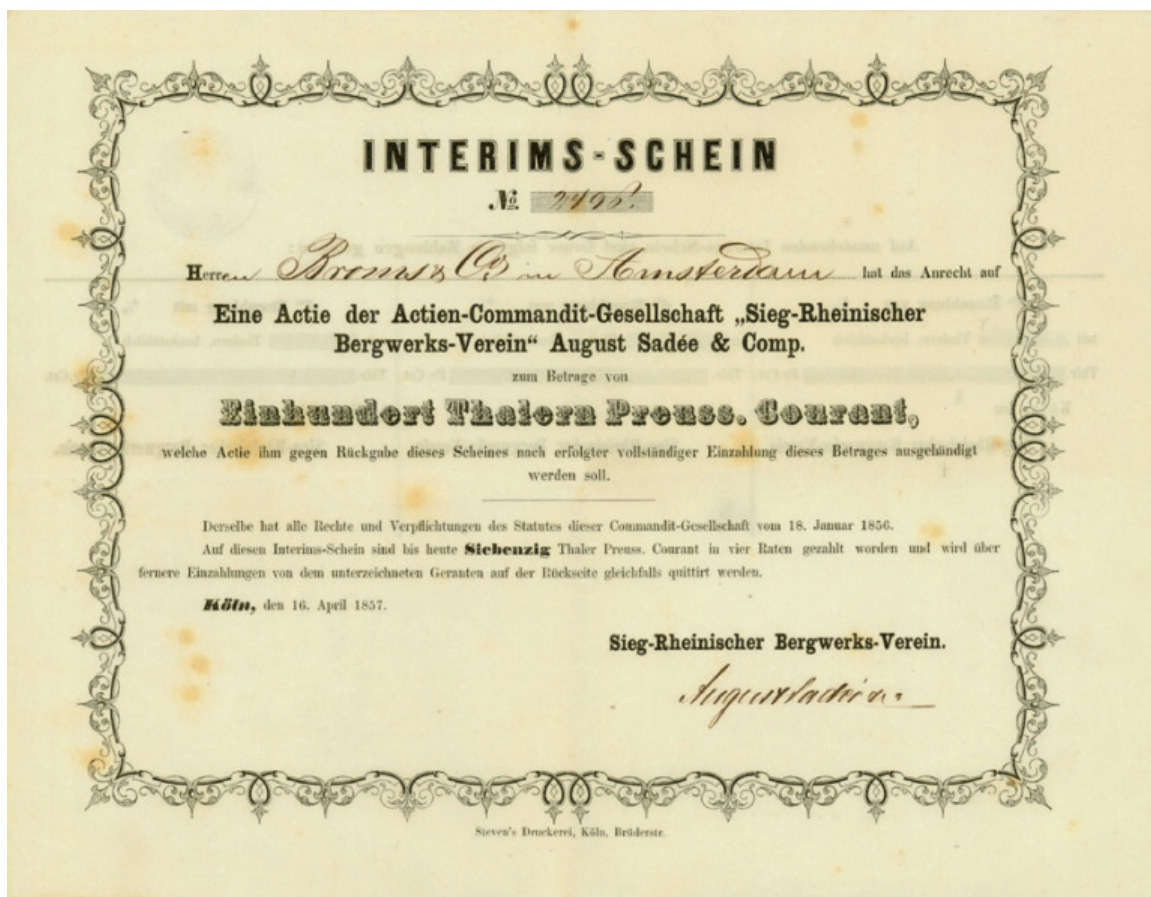 INTERIMS-SCHEIN
No.
Herren Broms & Co. in Amsterdam hat das Anrecht auf
Eine Actie der Actien-Commandit-Gesellschaft „Sieg-Rheinischer
Bergwerks-Verein“ August Sadée & Comp.
zum Betrage von
Einhundert Thalern Preuss. Courant,
welche Actie ihm gegen Rückgabe dieses Scheines nach erfolgter vollständiger Einzahlung dieses Betrages ausgehändigt
werden soll.
Derselbe hat alle Rechte und Verpflichtungen des Statutes dieser Commandit-Gesellschaft vom 18. Januar 1856.
Auf diesen Interims-Schein sind bis heute Siebenzig Thaler Preuss. Courant in vier Raten gezahlt worden und wird über
fernere Einzahlungen von dem unterzeichneten Geranten auf der Rückseite gleichfalls quittirt werden.
Köln, den 16. April 1857.
Sieg-Rheinischer Bergwerks-Verein.
August Sadée
Steven's Druckerei, Köln, Brüderstr.